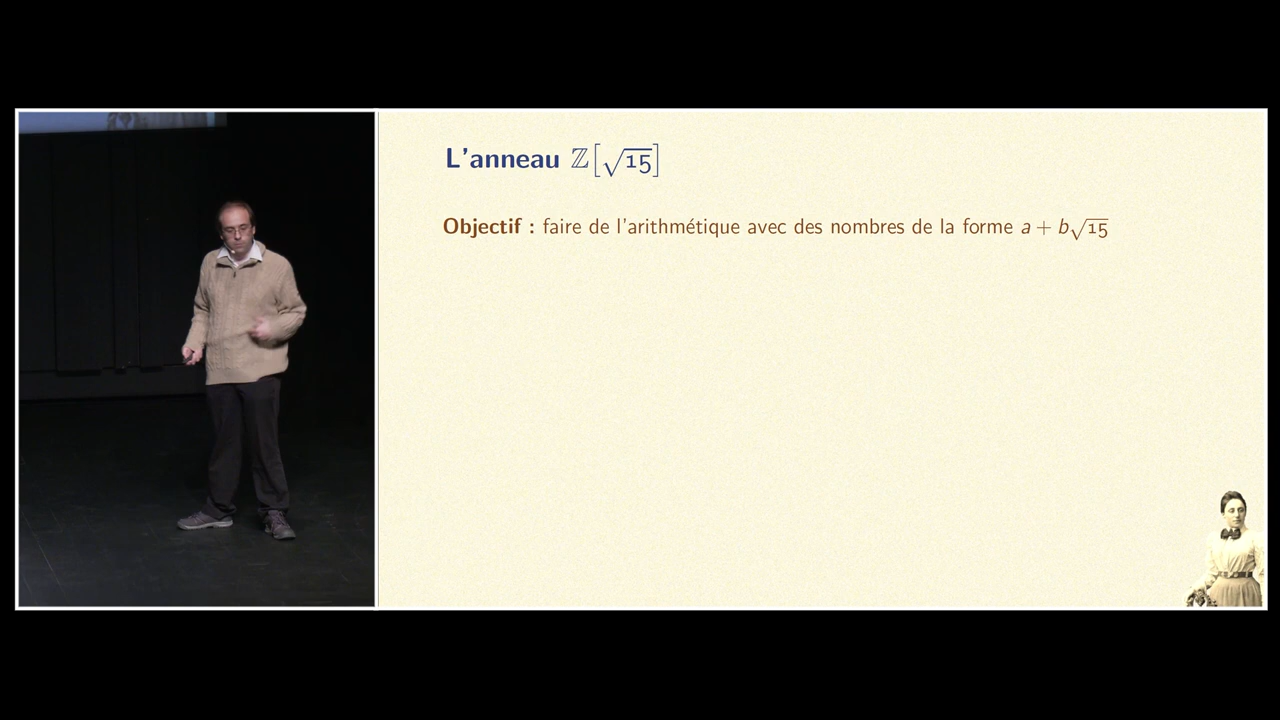 L'anneau ℤ[√15]
Objectif : faire de l'arithmétique avec des nombres de la forme a + b√15